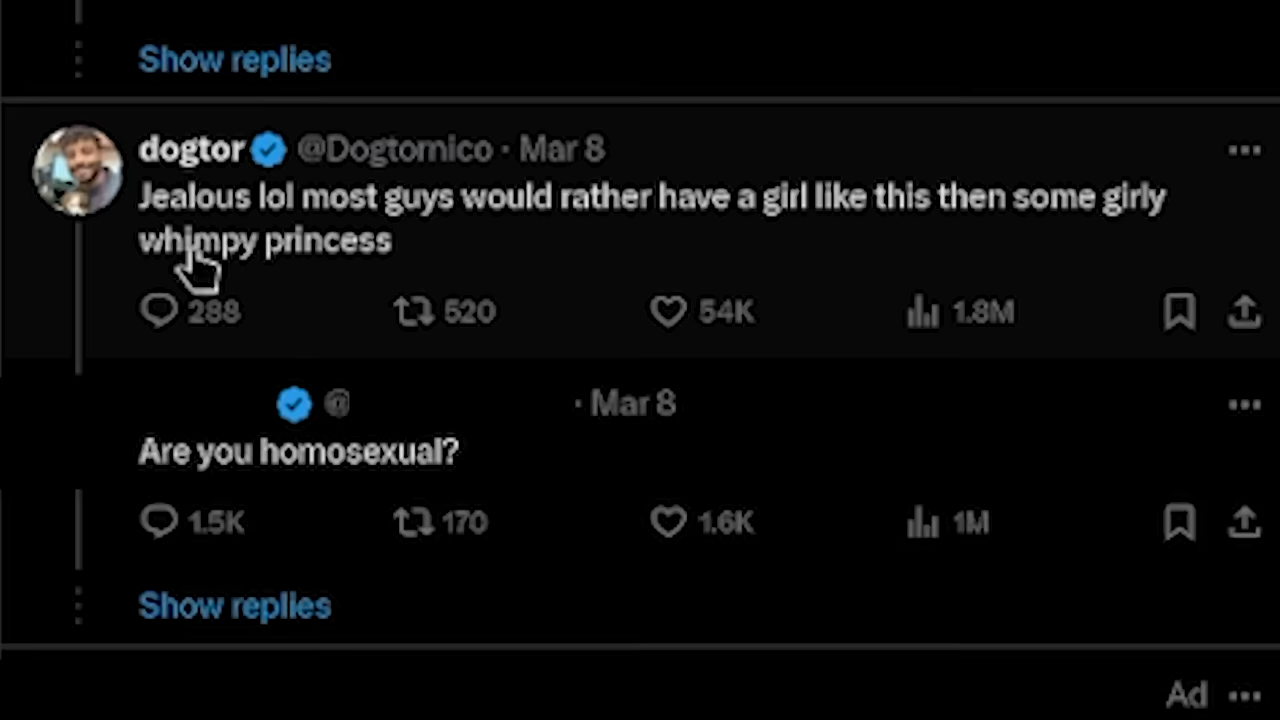 Show replies
dogtor @Dogtomico · Mar 8
Jealous lol most guys would rather have a girl like this then some girly
whimpy princess
288 520 54K 1.8M
@ · Mar 8
Are you homosexual?
1.5K 170 1.6K 1M
Show replies
Ad